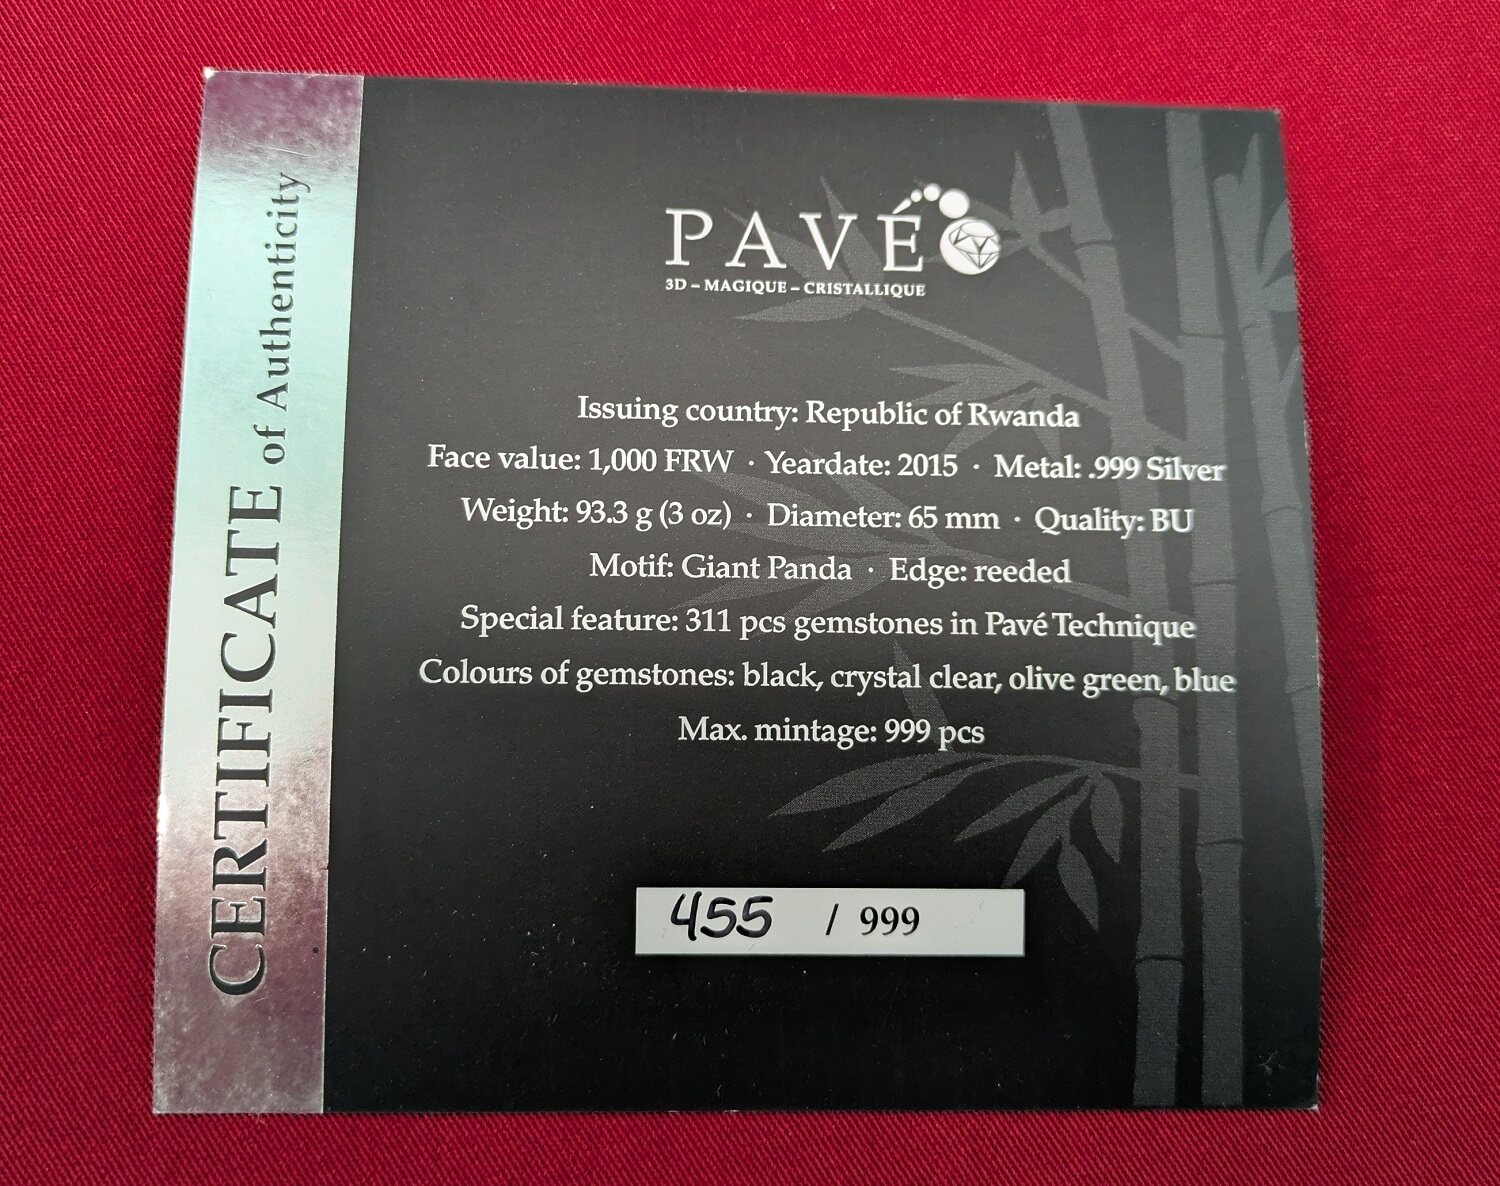 CERTIFICATE of Authenticity
PAVÉ
3D – MAGIQUE – CRISTALLIQUE
Issuing country: Republic of Rwanda
Face value: 1,000 FRW · Yeardate: 2015 · Metal: .999 Silver
Weight: 93.3 g (3 oz) · Diameter: 65 mm · Quality: BU
Motif: Giant Panda · Edge: reeded
Special feature: 311 pcs gemstones in Pavé Technique
Colours of gemstones: black, crystal clear, olive green, blue
Max. mintage: 999 pcs
455 / 999